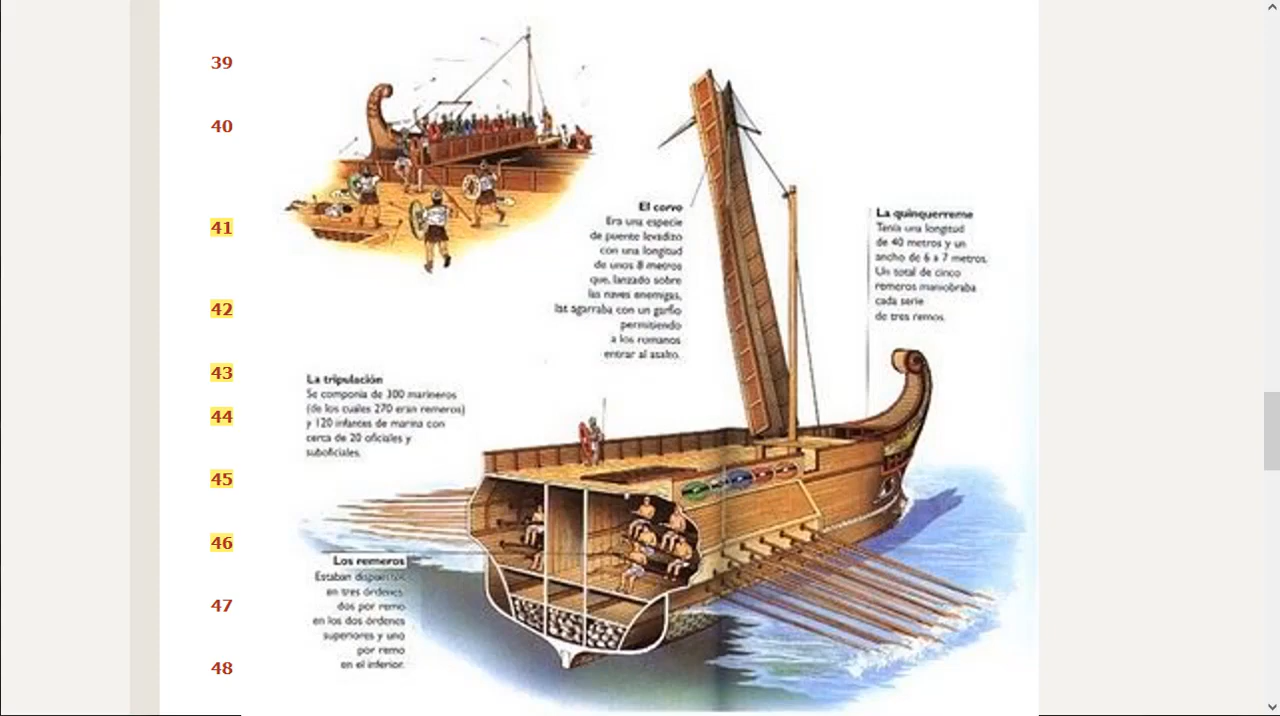 39
40
41
42
43
44
45
46
47
48
El corvo
Era una especie
de puente levadizo
con una longitud
de unos 8 metros
que, lanzado sobre
las naves enemigas,
las agarraba con un garfio
permitiendo
a los romanos
entrar al asalto.
La quinquerreme
Tenía una longitud
de 40 metros y un
ancho de 6 a 7 metros.
Un total de cinco
remeros maniobraba
cada serie
de tres remos.
La tripulación
Se componía de 300 marineros
(de los cuales 270 eran remeros)
y 120 infantes de marina con
cerca de 20 oficiales y
suboficiales.
Los remeros
Estaban dispuestos
en tres órdenes:
dos por remo
en los dos órdenes
superiores y uno
por remo
en el inferior.